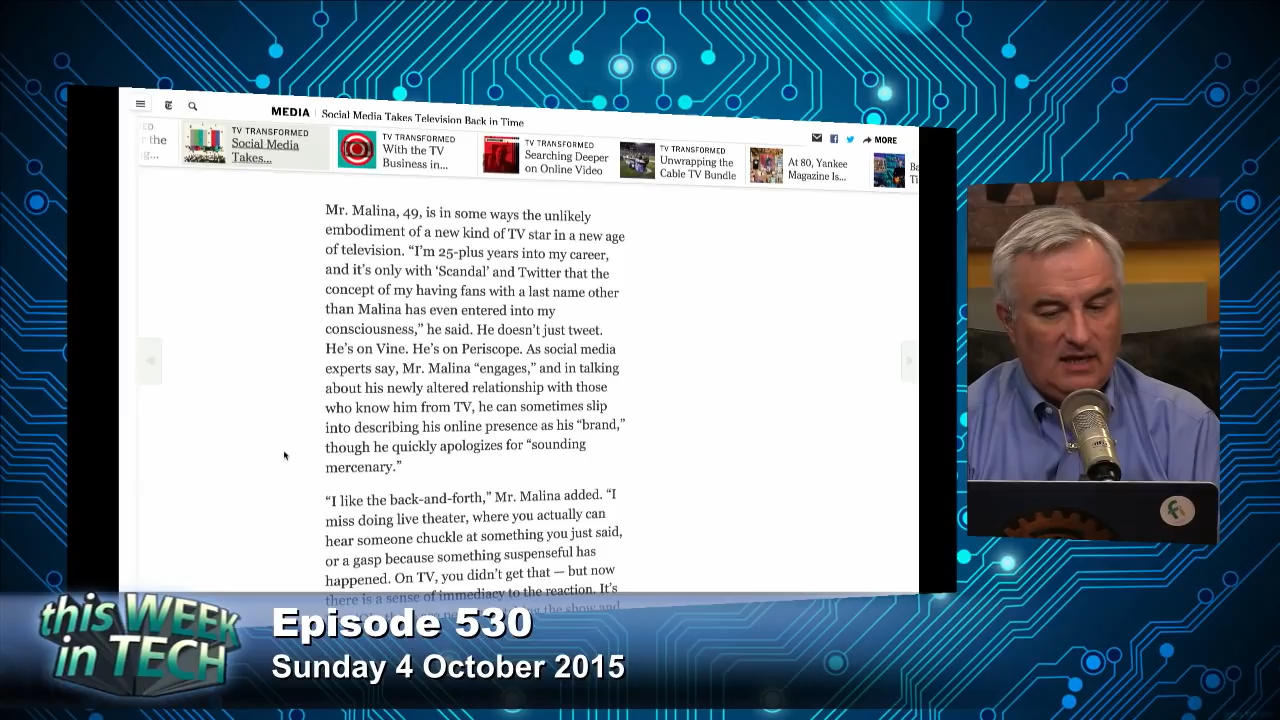 MEDIA | Social Media Takes Television Back in Time
MORE
the
TV TRANSFORMED
Social Media
Takes...
TV TRANSFORMED
With the TV
Business in...
TV TRANSFORMED
Searching Deeper
on Online Video
TV TRANSFORMED
Unwrapping the
Cable TV Bundle
At 80, Yankee
Magazine Is...
Mr. Malina, 49, is in some ways the unlikely
embodiment of a new kind of TV star in a new age
of television. “I’m 25-plus years into my career,
and it’s only with ‘Scandal’ and Twitter that the
concept of my having fans with a last name other
than Malina has even entered into my
consciousness,” he said. He doesn’t just tweet.
He’s on Vine. He’s on Periscope. As social media
experts say, Mr. Malina “engages,” and in talking
about his newly altered relationship with those
who know him from TV, he can sometimes slip
into describing his online presence as his “brand,”
though he quickly apologizes for “sounding
mercenary.”
“I like the back-and-forth,” Mr. Malina added. “I
miss doing live theater, where you actually can
hear someone chuckle at something you just said,
or a gasp because something suspenseful has
happened. On TV, you didn’t get that — but now
there is a sense of immediacy to the reaction. It’s
the show and
this WEEK
in TECH
Episode 530
Sunday 4 October 2015